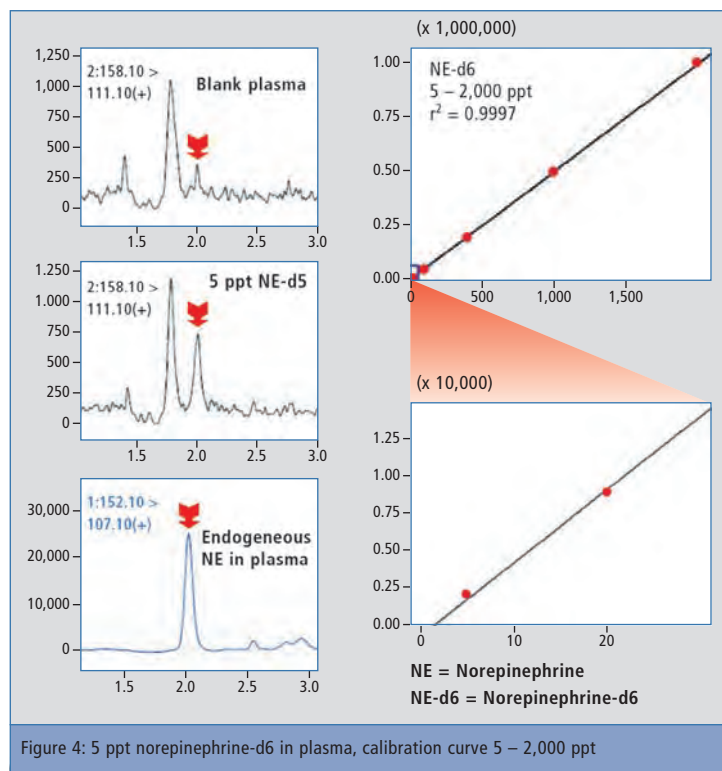 1,250
1,000
750
500
250
0
2:158.10 >
111.10(+)
Blank plasma
1.5 2.0 2.5 3.0
1,250
1,000
750
500
250
0
2:158.10 >
111.10(+)
5 ppt NE-d5
1.5 2.0 2.5 3.0
30,000
20,000
10,000
0
1:152.10 >
107.10(+)
Endogeneous
NE in plasma
1.5 2.0 2.5 3.0
(x 1,000,000)
1.00
0.75
0.50
0.25
0.00
NE-d6
5 – 2,000 ppt
r² = 0.9997
0 500 1,000 1,500
(x 10,000)
1.25
1.00
0.75
0.50
0.25
0.00
0 10 20
NE = Norepinephrine
NE-d6 = Norepinephrine-d6
Figure 4: 5 ppt norepinephrine-d6 in plasma, calibration curve 5 – 2,000 ppt